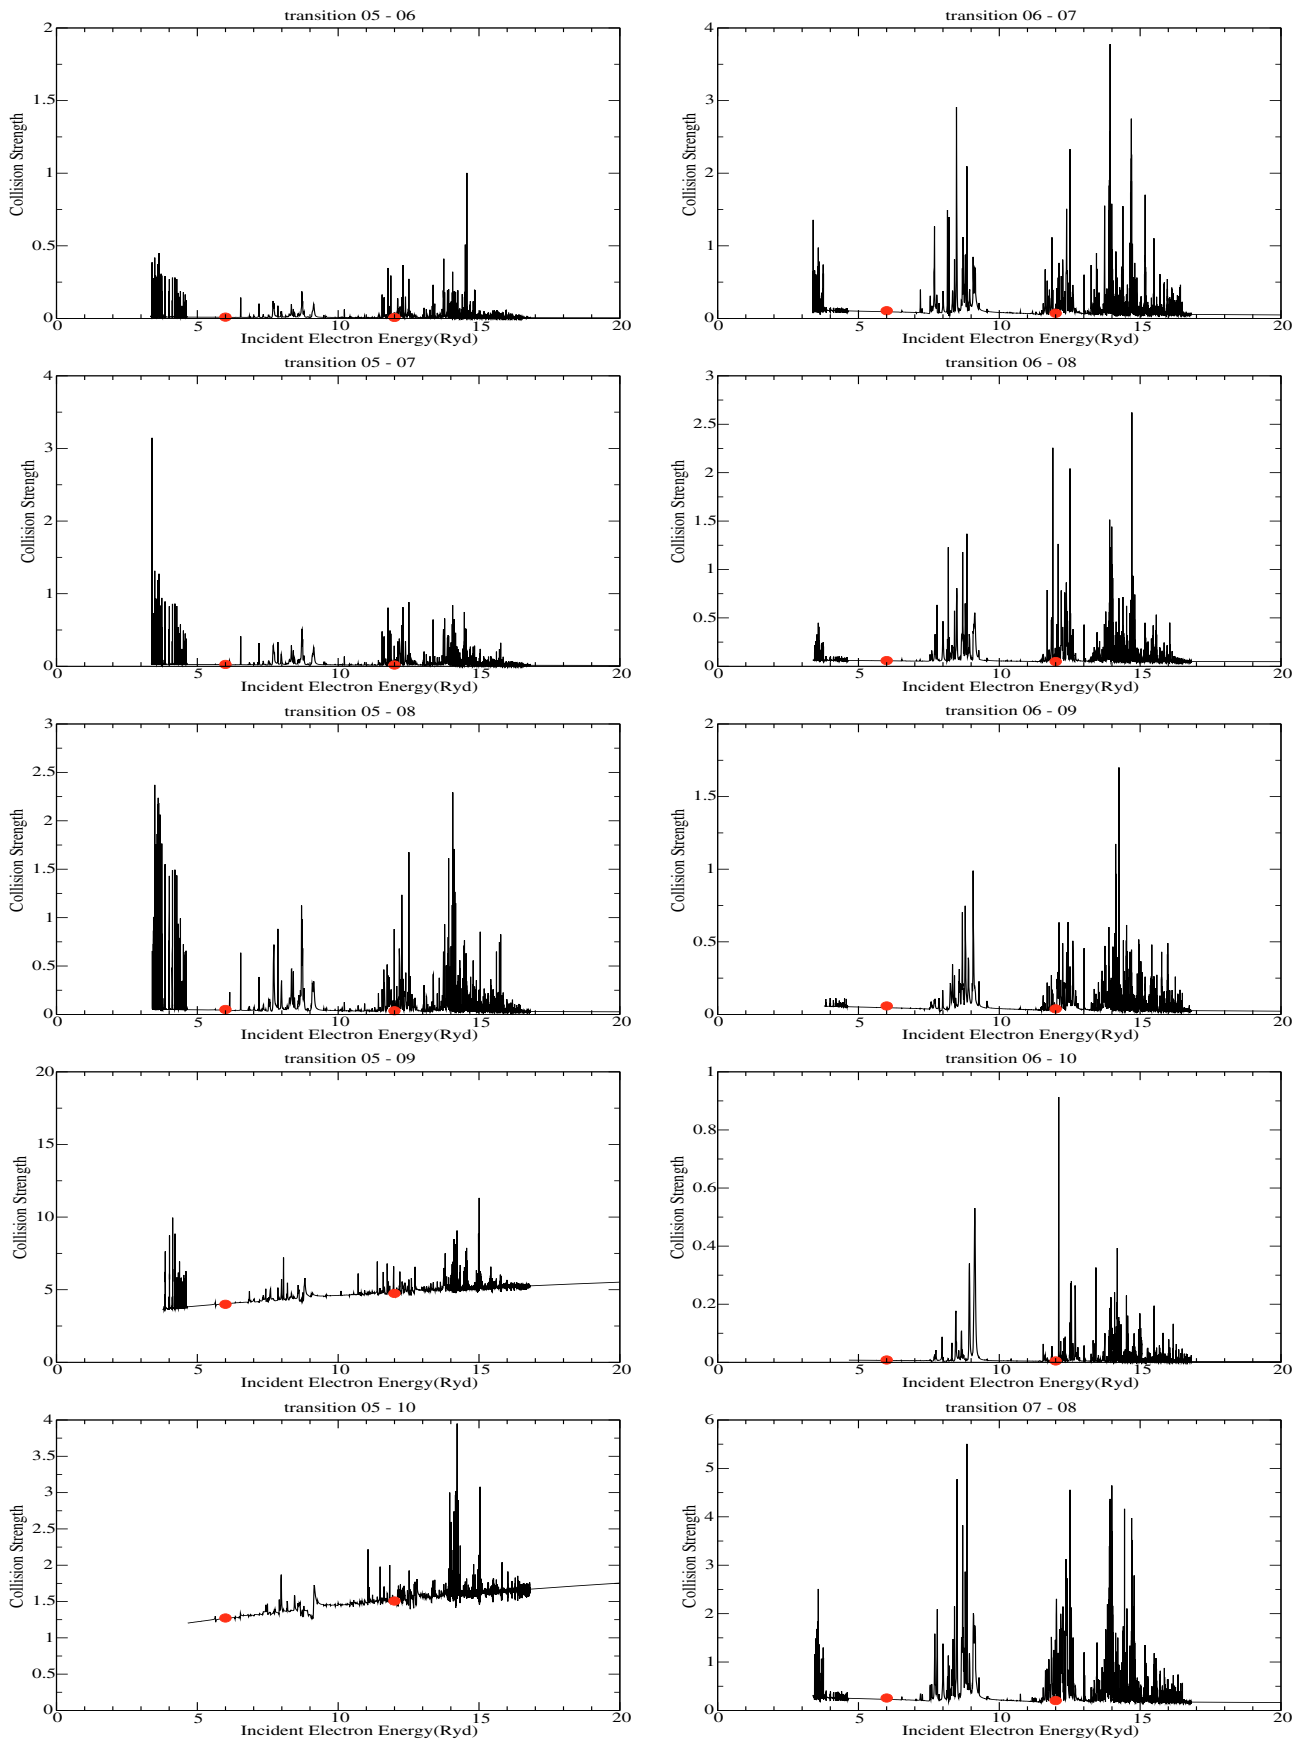 transition 05 - 06
2
1.5
1
0.5
0
Collision Strength
0 5 10 15 20
Incident Electron Energy(Ryd)
transition 05 - 07
4
3
2
1
0
Collision Strength
0 5 10 15 20
Incident Electron Energy(Ryd)
transition 05 - 08
3
2.5
2
1.5
1
0.5
0
Collision Strength
0 5 10 15 20
Incident Electron Energy(Ryd)
transition 05 - 09
20
15
10
5
0
Collision Strength
0 5 10 15 20
Incident Electron Energy(Ryd)
transition 05 - 10
4
3.5
3
2.5
2
1.5
1
0.5
0
Collision Strength
0 5 10 15 20
Incident Electron Energy(Ryd)
transition 06 - 07
4
3
2
1
0
Collision Strength
0 5 10 15 20
Incident Electron Energy(Ryd)
transition 06 - 08
3
2.5
2
1.5
1
0.5
0
Collision Strength
0 5 10 15 20
Incident Electron Energy(Ryd)
transition 06 - 09
2
1.5
1
0.5
0
Collision Strength
0 5 10 15 20
Incident Electron Energy(Ryd)
transition 06 - 10
1
0.8
0.6
0.4
0.2
0
Collision Strength
0 5 10 15 20
Incident Electron Energy(Ryd)
transition 07 - 08
6
5
4
3
2
1
0
Collision Strength
0 5 10 15 20
Incident Electron Energy(Ryd)